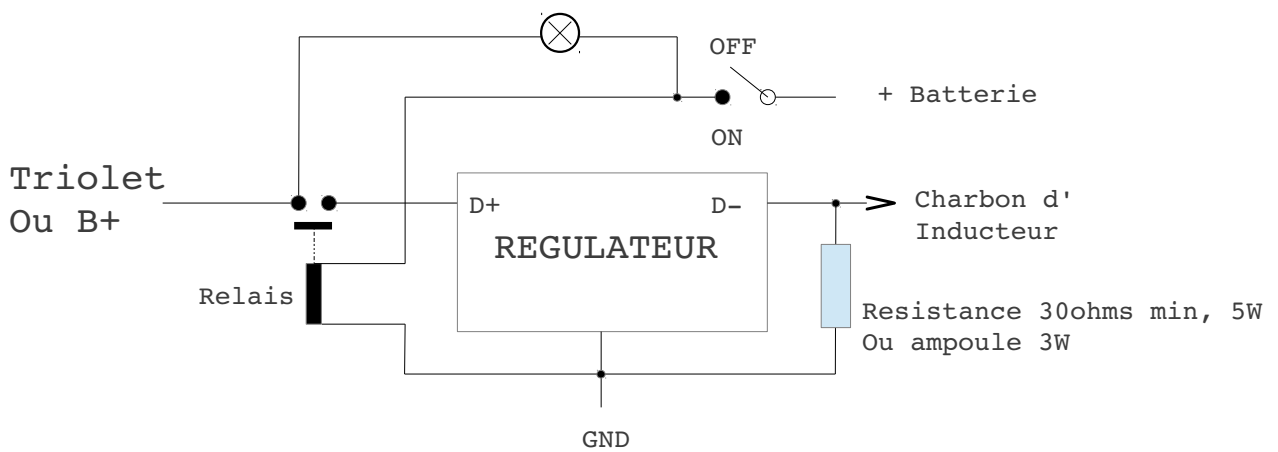 OFF
+ Batterie
ON
Triolet
Ou B+
D+
D-
REGULATEUR
Charbon d'
Inducteur
Relais
Resistance 30ohms min, 5W
Ou ampoule 3W
GND